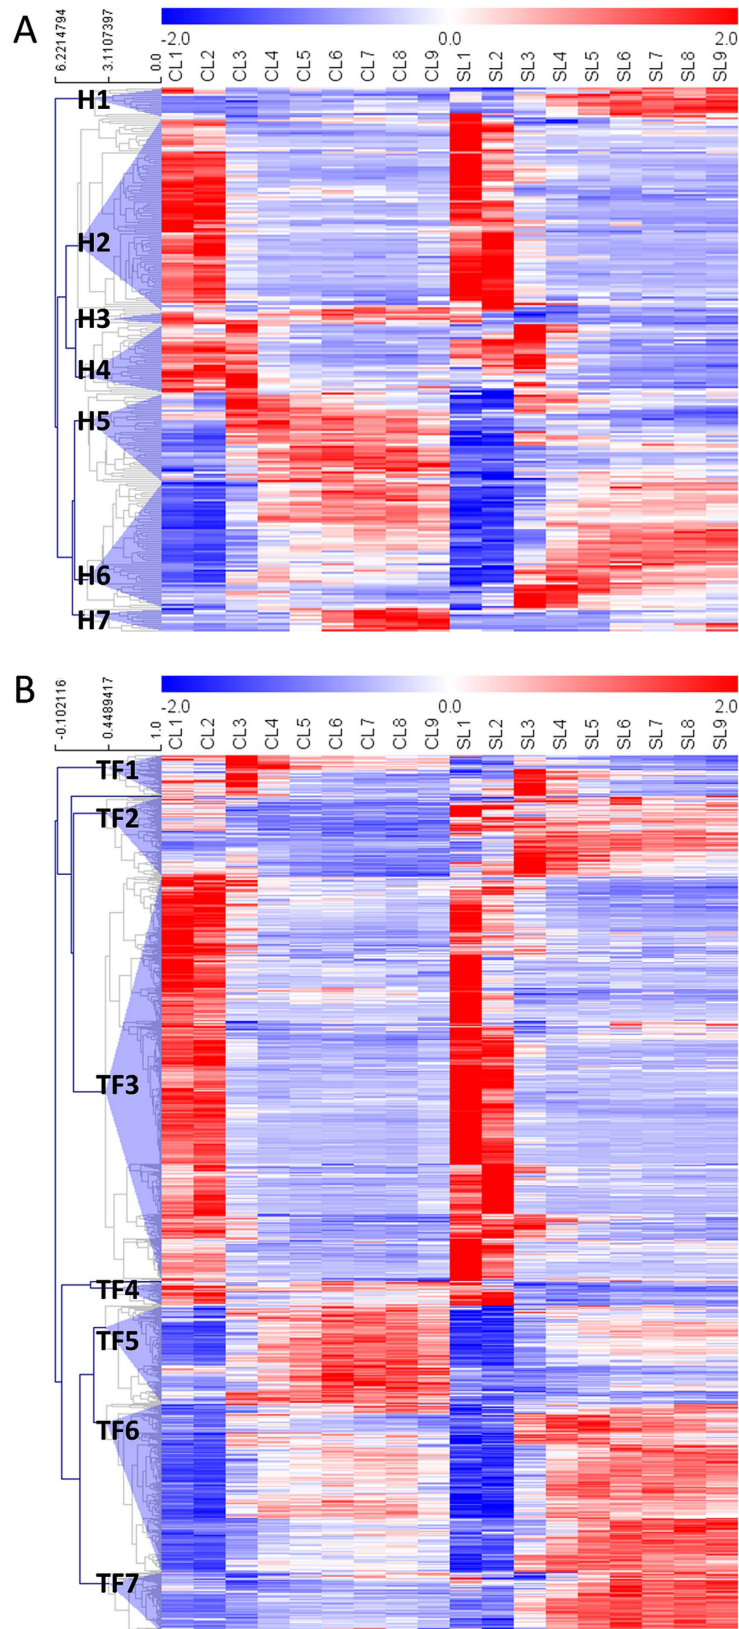 A
6.2214794
3.1107397
0.0
-2.0 0.0 2.0
CL1 CL2 CL3 CL4 CL5 CL6 CL7 CL8 CL9 SL1 SL2 SL3 SL4 SL5 SL6 SL7 SL8 SL9
H1
H2
H3
H4
H5
H6
H7
B
-0.102116
0.4489417
1.0
-2.0 0.0 2.0
CL1 CL2 CL3 CL4 CL5 CL6 CL7 CL8 CL9 SL1 SL2 SL3 SL4 SL5 SL6 SL7 SL8 SL9
TF1
TF2
TF3
TF4
TF5
TF6
TF7